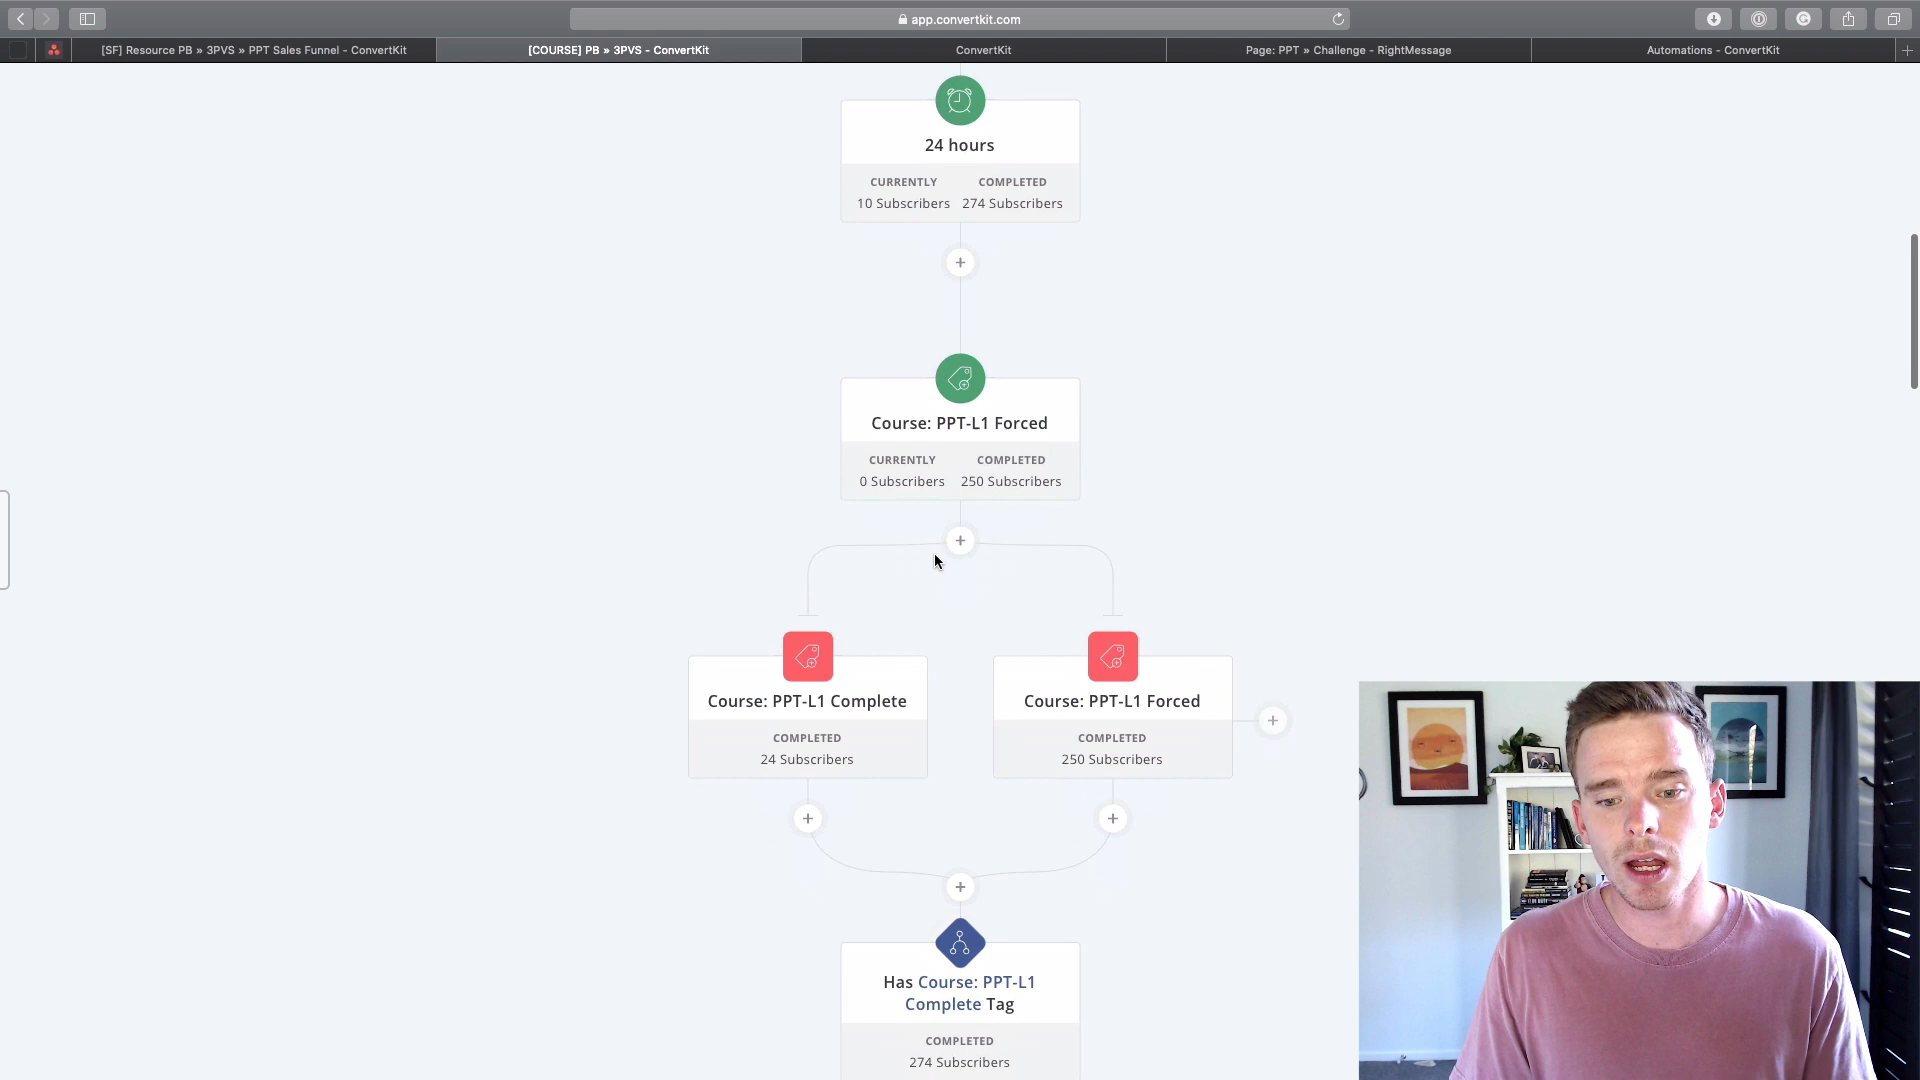 app.convertkit.com
[SF] Resource PB » 3PVS » PPT Sales Funnel - ConvertKit
[COURSE] PB » 3PVS - ConvertKit
ConvertKit
Page: PPT » Challenge - RightMessage
Automations - ConvertKit
24 hours
CURRENTLY COMPLETED
10 Subscribers 274 Subscribers
Course: PPT-L1 Forced
CURRENTLY COMPLETED
0 Subscribers 250 Subscribers
Course: PPT-L1 Complete
COMPLETED
24 Subscribers
Course: PPT-L1 Forced
COMPLETED
250 Subscribers
Has Course: PPT-L1
Complete Tag
COMPLETED
274 Subscribers